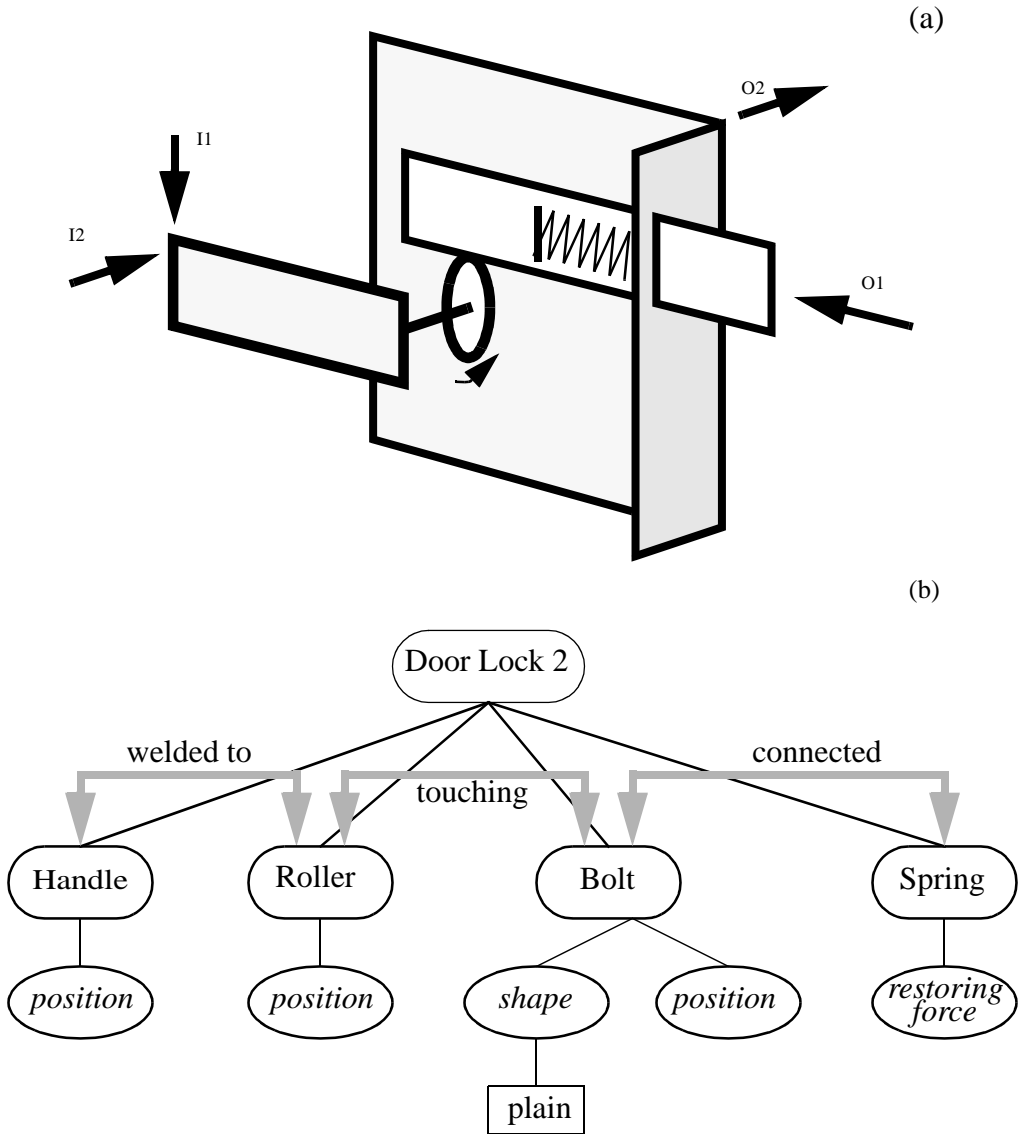 (a)
O2
I1
I2
O1
(b)
Door Lock 2
welded to
connected
touching
Handle
Roller
Bolt
Spring
position
position
shape
position
restoring
force
plain